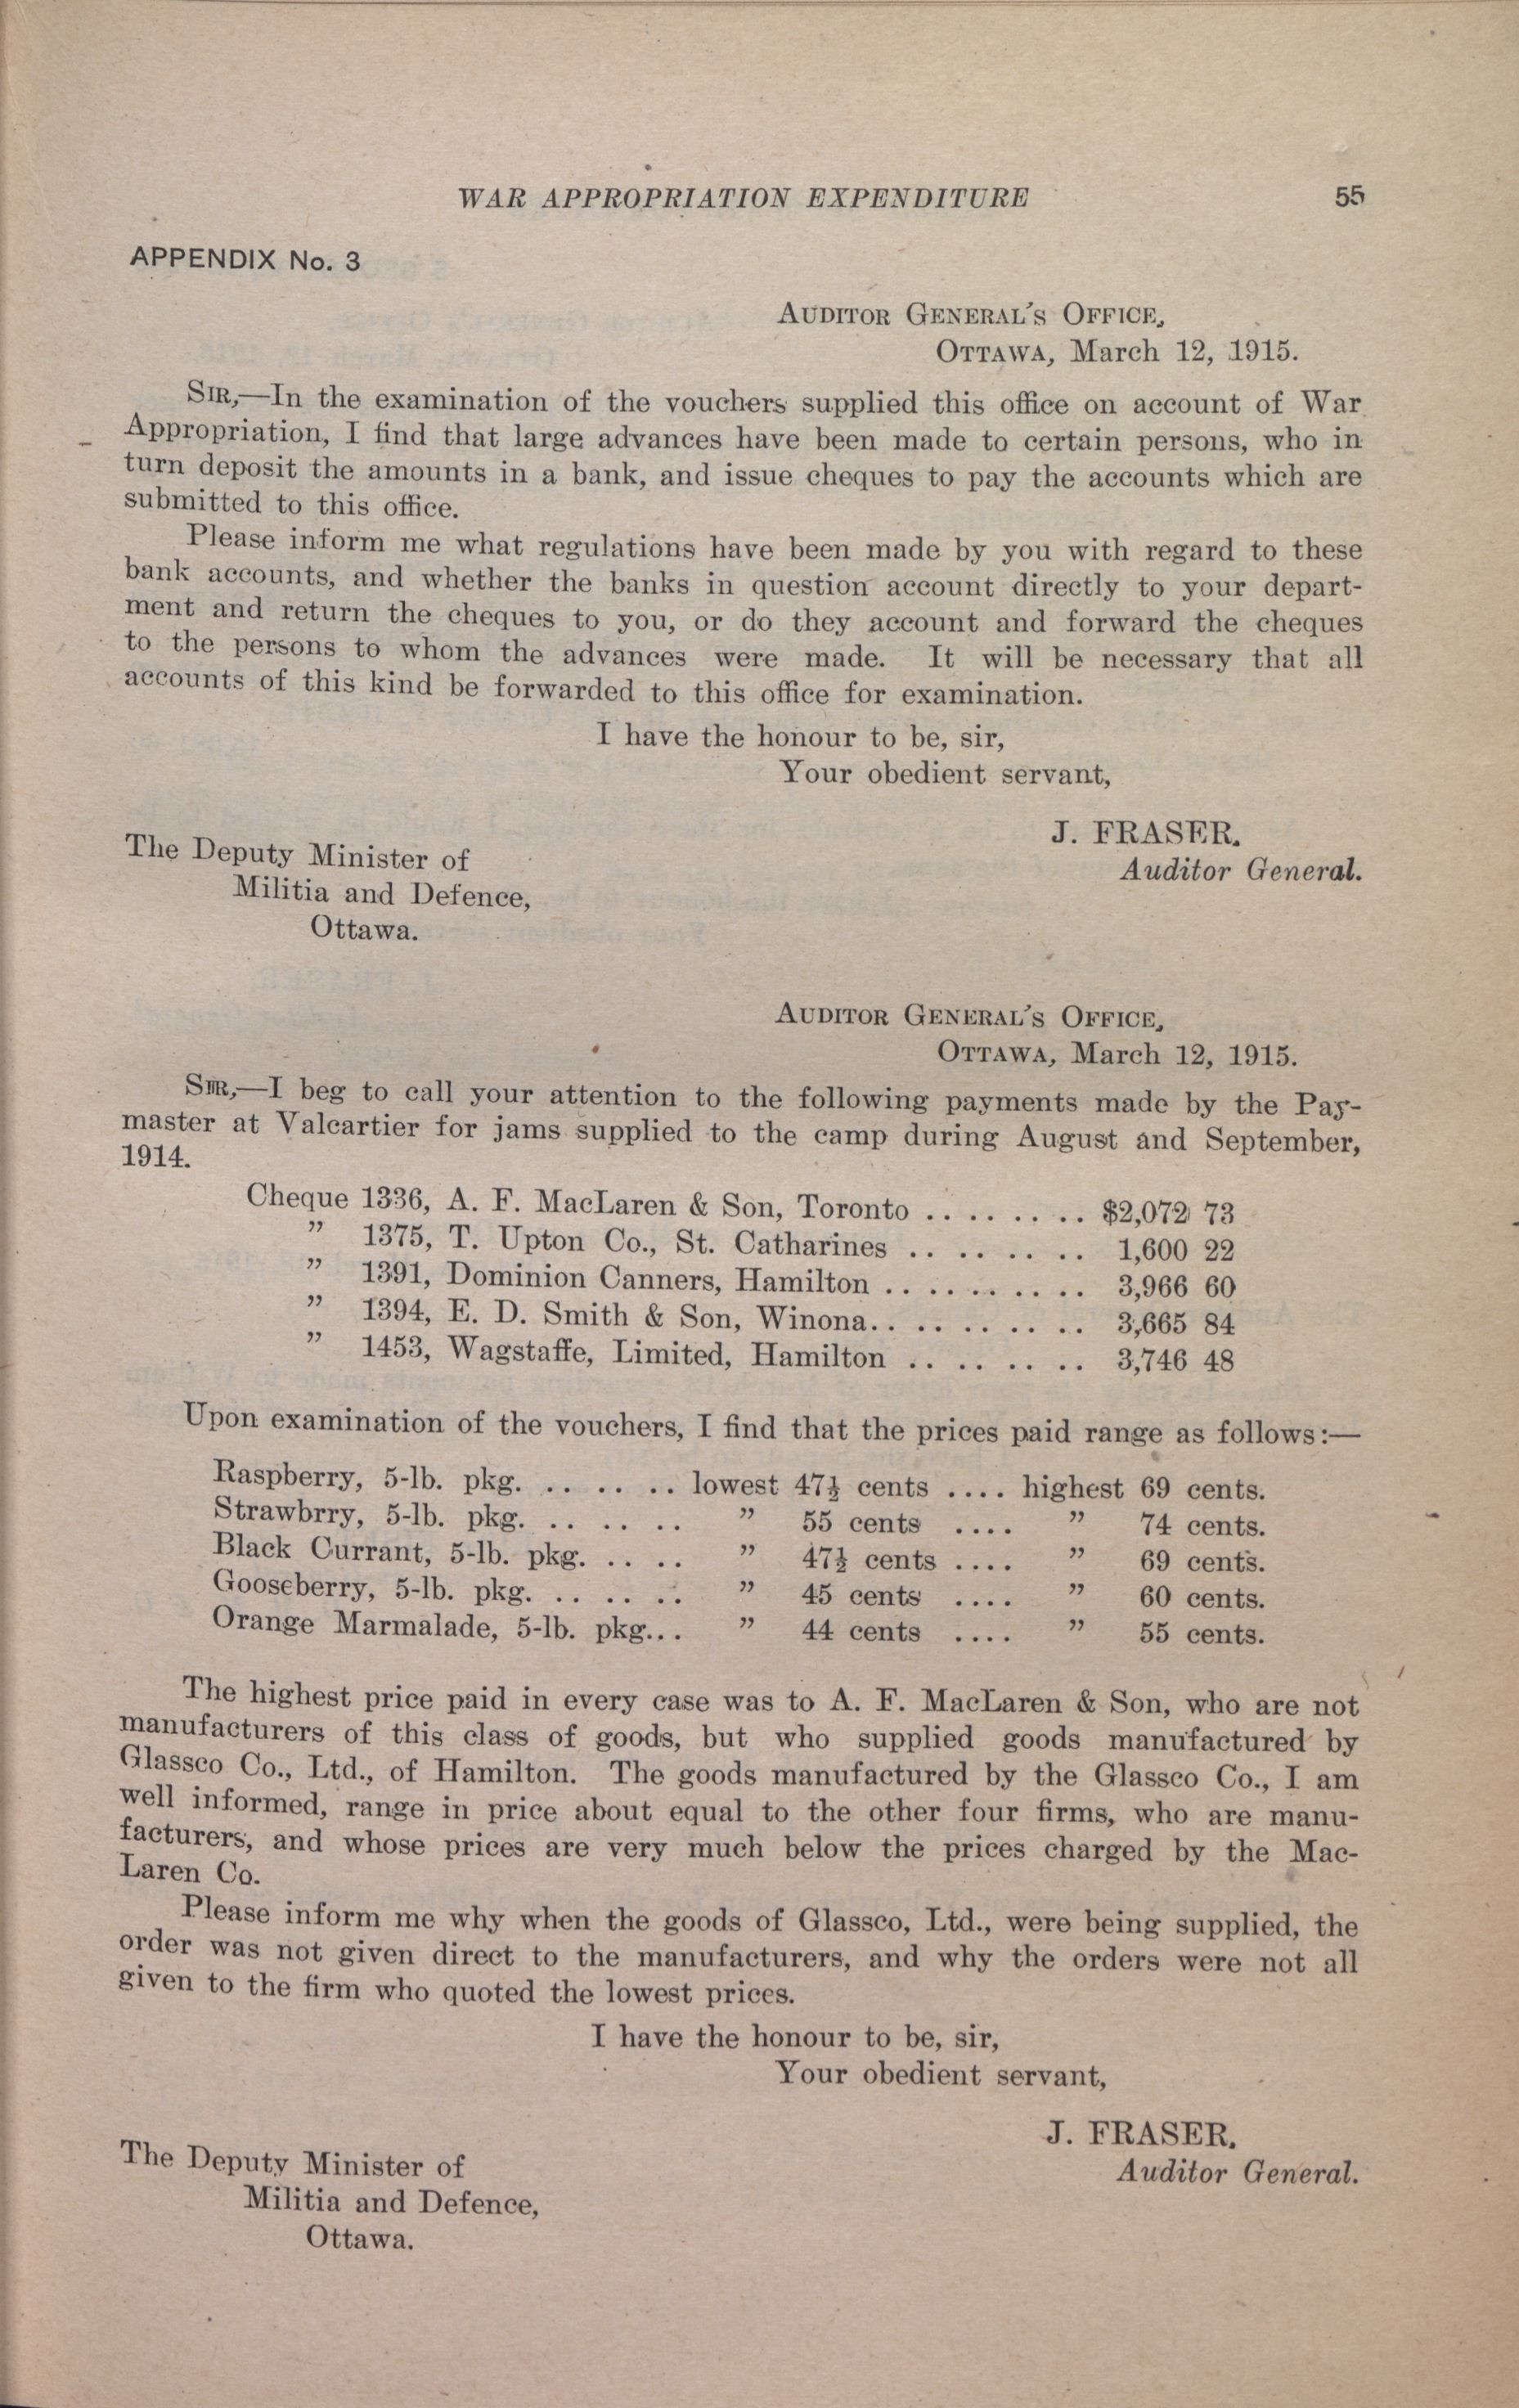 WAR APPROPRIATION EXPENDITURE 55
APPENDIX No. 3
AUDITOR GENERAL'S OFFICE,
OTTAWA, March 12, 1915.
SIR,—In the examination of the vouchers supplied this office on account of War
Appropriation, I find that large advances have been made to certain persons, who in
turn deposit the amounts in a bank, and issue cheques to pay the accounts which are
submitted to this office.
Please inform me what regulations have been made by you with regard to these
bank accounts, and whether the banks in question account directly to your depart-
ment and return the cheques to you, or do they account and forward the cheques
to the persons to whom the advances were made. It will be necessary that all
accounts of this kind be forwarded to this office for examination.
I have the honour to be, sir,
Your obedient servant,
J. FRASER.
Auditor General.
The Deputy Minister of
Militia and Defence,
Ottawa.
AUDITOR GENERAL'S OFFICE,
OTTAWA, March 12, 1915.
SIR,—I beg to call your attention to the following payments made by the Pay-
master at Valcartier for jams supplied to the camp during August and September,
1914.
Cheque 1336, A. F. MacLaren & Son, Toronto .. .. .. .. $2,072 73
" 1375, T. Upton Co., St. Catharines .. .. .. .. 1,600 22
" 1391, Dominion Canners, Hamilton .. .. .. .. .. 3,966 60
" 1394, E. D. Smith & Son, Winona.. .. .. .. .. 3,665 84
" 1453, Wagstaffe, Limited, Hamilton .. .. .. .. 3,746 48
Upon examination of the vouchers, I find that the prices paid range as follows:—
Raspberry, 5-lb. pkg. .. .. .. lowest 47½ cents .... highest 69 cents.
Strawbrry, 5-lb. pkg. .. .. .. " 55 cents .... " 74 cents.
Black Currant, 5-lb. pkg. .. .. " 47½ cents .... " 69 cents.
Gooseberry, 5-lb. pkg. .. .. .. " 45 cents .... " 60 cents.
Orange Marmalade, 5-lb. pkg... " 44 cents .... " 55 cents.
The highest price paid in every case was to A. F. MacLaren & Son, who are not
manufacturers of this class of goods, but who supplied goods manufactured by
Glassco Co., Ltd., of Hamilton. The goods manufactured by the Glassco Co., I am
well informed, range in price about equal to the other four firms, who are manu-
facturers, and whose prices are very much below the prices charged by the Mac-
Laren Co.
Please inform me why when the goods of Glassco, Ltd., were being supplied, the
order was not given direct to the manufacturers, and why the orders were not all
given to the firm who quoted the lowest prices.
I have the honour to be, sir,
Your obedient servant,
J. FRASER.
Auditor General.
The Deputy Minister of
Militia and Defence,
Ottawa.